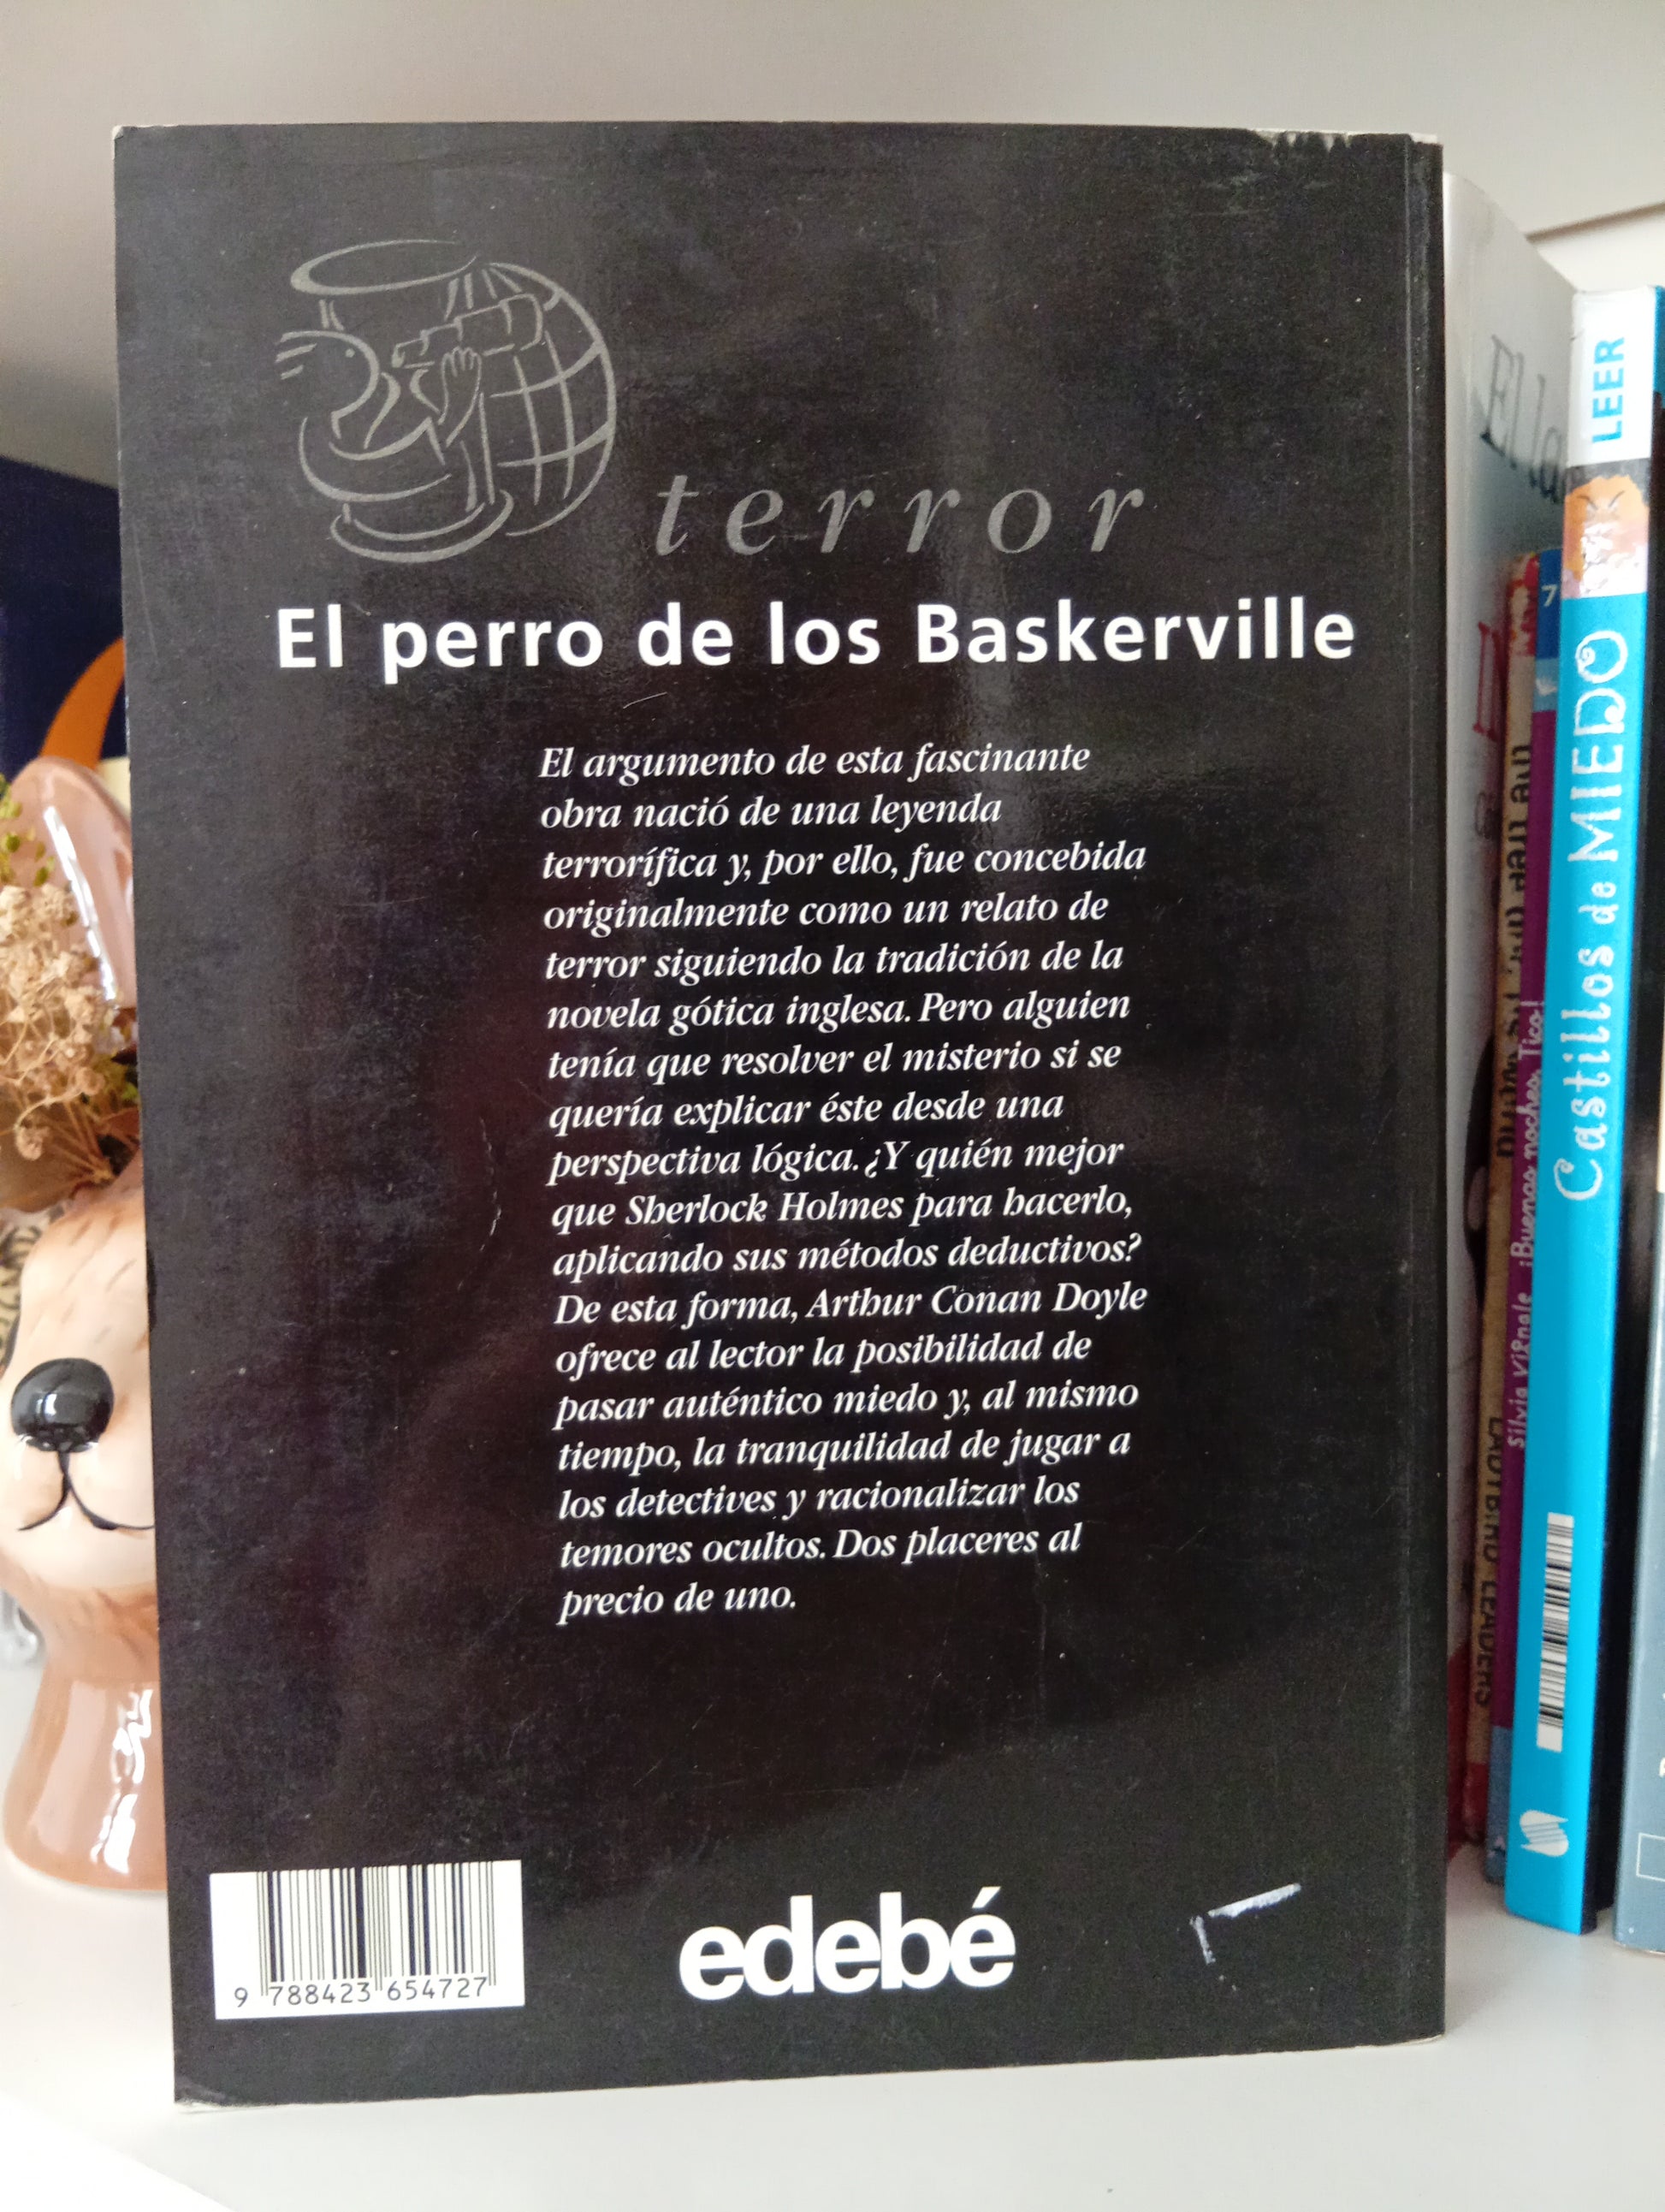 terror
El perro de los Baskerville
El argumento de esta fascinante
obra nació de una leyenda
terrorífica y, por ello, fue concebida
originalmente como un relato de
terror siguiendo la tradición de la
novela gótica inglesa. Pero alguien
tenía que resolver el misterio si se
quería explicar éste desde una
perspectiva lógica. ¿Y quién mejor
que Sherlock Holmes para hacerlo,
aplicando sus métodos deductivos?
De esta forma, Arthur Conan Doyle
ofrece al lector la posibilidad de
pasar auténtico miedo y, al mismo
tiempo, la tranquilidad de jugar a
los detectives y racionalizar los
temores ocultos. Dos placeres al
precio de uno.
9 788423 654727
edebé
El
LADYBIRD LEADERS
7
Silvia Vignale ¡Buenas noches, Tico!
LEER
Castillos de MIEDO